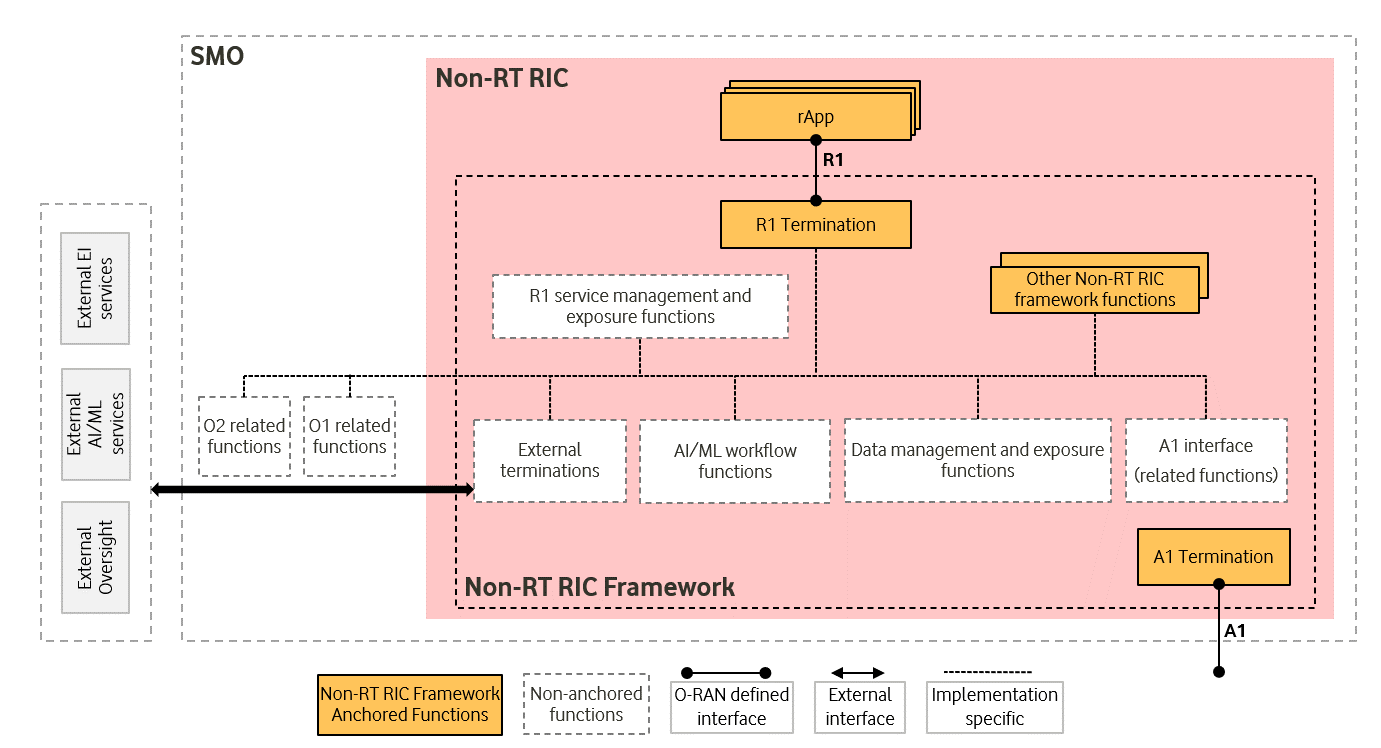 SMO
Non-RT RIC
rApp
R1
R1 Termination
External EI
services
R1 service management and
exposure functions
Other Non-RT RIC
framework functions
External
AI/ML
services
O2 related
functions
O1 related
functions
External
terminations
AI/ML workflow
functions
Data management and exposure
functions
A1 interface
(related functions)
External
Oversight
A1 Termination
Non-RT RIC Framework
A1
Non-RT RIC Framework
Anchored Functions
Non-anchored
functions
O-RAN defined
interface
External
interface
Implementation
specific